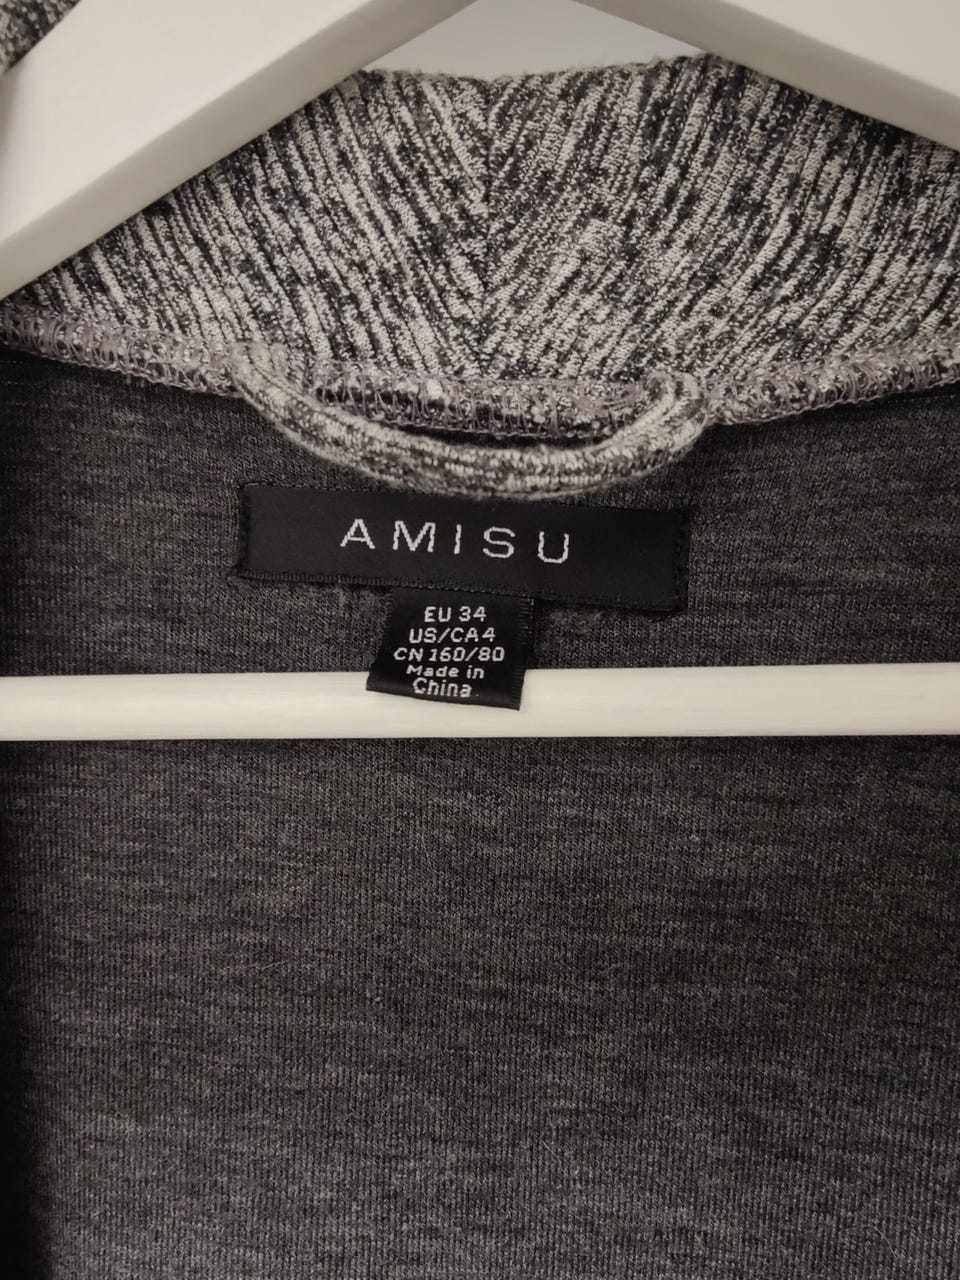 AMISU
EU 34
US/CA4
CN 160/80
Made in
China